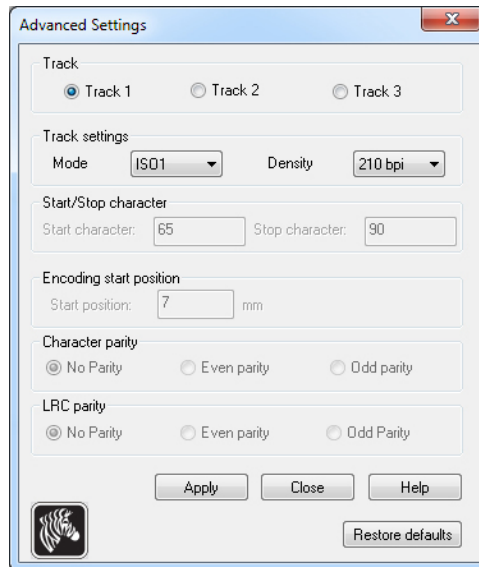 Advanced Settings
Track
Track 1 Track 2 Track 3
Track settings
Mode ISO1 Density 210 bpi
Start/Stop character
Start character: 65 Stop character: 90
Encoding start position
Start position: 7 mm
Character parity
No Parity Even parity Odd parity
LRC parity
No Parity Even parity Odd Parity
Apply Close Help
Restore defaults